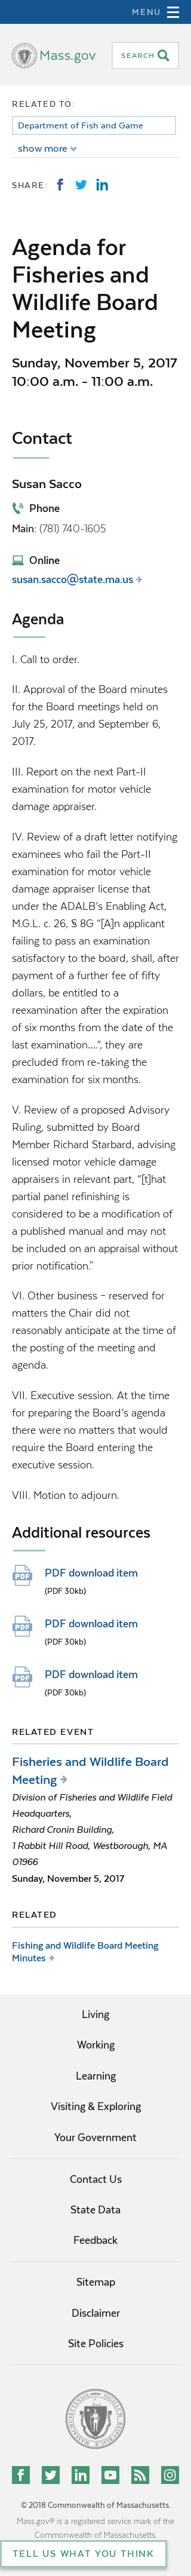 MENU
Mass.gov
SEARCH
RELATED TO:
Department of Fish and Game
show more
SHARE:
Agenda for
Fisheries and
Wildlife Board
Meeting
Sunday, November 5, 2017
10:00 a.m. - 11:00 a.m.
Contact
Susan Sacco
Phone
Main: (781) 740-1605
Online
susan.sacco@state.ma.us
Agenda
I. Call to order.
II. Approval of the Board minutes
for the Board meetings held on
July 25, 2017, and September 6,
2017.
III. Report on the next Part-II
examination for motor vehicle
damage appraiser.
IV. Review of a draft letter notifying
examinees who fail the Part-II
examination for motor vehicle
damage appraiser license that
under the ADALB's Enabling Act,
M.G.L. c. 26, § 8G "[A]n applicant
failing to pass an examination
satisfactory to the board, shall, after
payment of a further fee of fifty
dollars, be entitled to a
reexamination after the expiration
of six months from the date of the
last examination....", they are
precluded from re-taking the
examination for six months.
V. Review of a proposed Advisory
Ruling, submitted by Board
Member Richard Starbard, advising
licensed motor vehicle damage
appraisers in relevant part, "[t]hat
partial panel refinishing is
considered to be a modification of
a published manual and may not
be included on an appraisal without
prior notification."
VI. Other business – reserved for
matters the Chair did not
reasonably anticipate at the time of
the posting of the meeting and
agenda.
VII. Executive session. At the time
for preparing the Board's agenda
there were no matters that would
entail the Board entering the
executive session.
VIII. Motion to adjourn.
Additional resources
PDF
PDF download item
(PDF 30kb)
PDF
PDF download item
(PDF 30kb)
PDF
PDF download item
(PDF 30kb)
RELATED EVENT
Fisheries and Wildlife Board
Meeting
Division of Fisheries and Wildlife Field
Headquarters,
Richard Cronin Building,
1 Rabbit Hill Road, Westborough, MA
01966
Sunday, November 5, 2017
RELATED
Fishing and Wildlife Board Meeting
Minutes
Living
Working
Learning
Visiting & Exploring
Your Government
Contact Us
State Data
Feedback
Sitemap
Disclaimer
Site Policies
© 2018 Commonwealth of Massachusetts.
Mass.gov® is a registered service mark of the
Commonwealth of Massachusetts.
TELL US WHAT YOU THINK